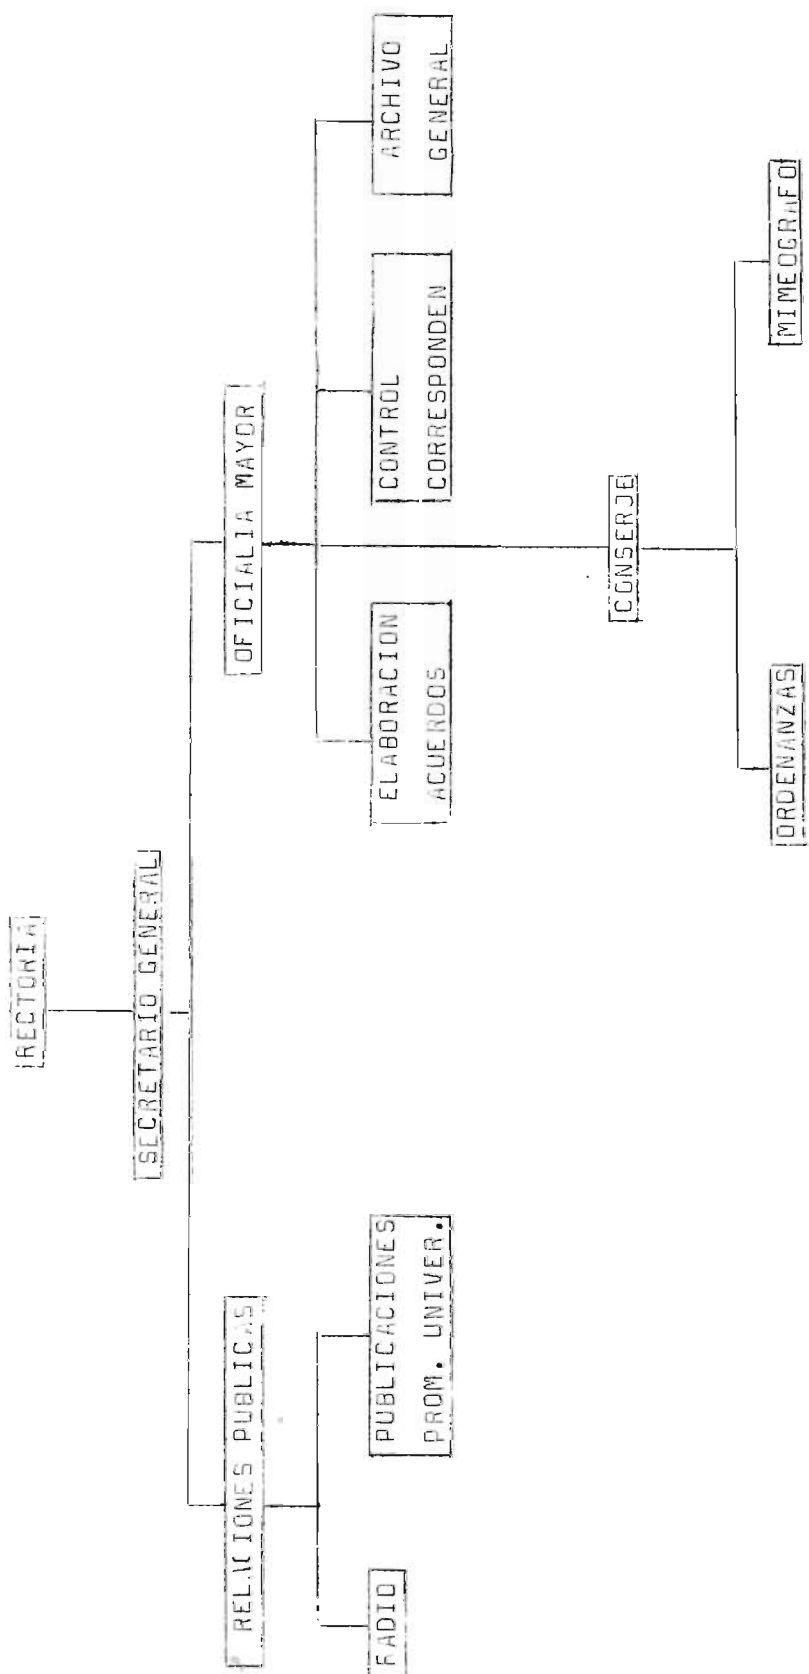 RECTORIA
SECRETARIO GENERAL
RELACIONES PUBLICAS
OFICIALIA MAYOR
RADIO
PUBLICACIONES
PROM. UNIVER.
ELABORACION
ACUERDOS
CONTROL
CORRESPONDEN
ARCHIVO
GENERAL
CONSERJE
ORDENANZAS
MIMEOGRAFO